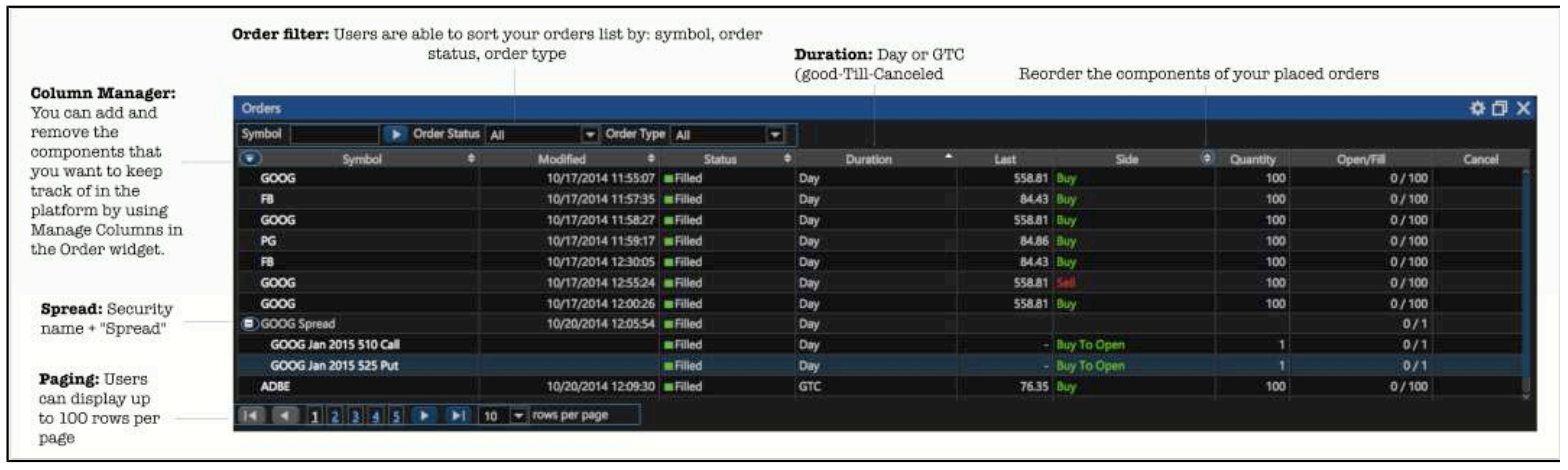 Order filter: Users are able to sort your orders list by: symbol, order
status, order type
Duration: Day or GTC
(good-Till-Canceled
Reorder the components of your placed orders
Column Manager:
You can add and
remove the
components that
you want to keep
track of in the
platform by using
Manage Columns in
the Order widget.
Spread: Security
name + "Spread"
Paging: Users
can display up
to 100 rows per
page
Orders
Symbol Order Status All Order Type All
Symbol Modified Status Duration Last Side Quantity Open/Fill Cancel
GOOG 10/17/2014 11:55:07 Filled Day 558.81 Buy 100 0 / 100
FB 10/17/2014 11:57:35 Filled Day 84.43 Buy 100 0 / 100
GOOG 10/17/2014 11:58:27 Filled Day 558.81 Buy 100 0 / 100
PG 10/17/2014 11:59:17 Filled Day 84.86 Buy 100 0 / 100
FB 10/17/2014 12:30:05 Filled Day 84.43 Buy 100 0 / 100
GOOG 10/17/2014 12:55:24 Filled Day 558.81 Sell 100 0 / 100
GOOG 10/17/2014 12:00:26 Filled Day 558.81 Buy 100 0 / 100
GOOG Spread 10/20/2014 12:05:54 Filled Day 0 / 1
GOOG Jan 2015 510 Call Filled Day - Buy To Open 1 0 / 1
GOOG Jan 2015 525 Put Filled Day - Buy To Open 1 0 / 1
ADBE 10/20/2014 12:09:30 Filled GTC 76.35 Buy 100 0 / 100
1 2 3 4 5 10 rows per page